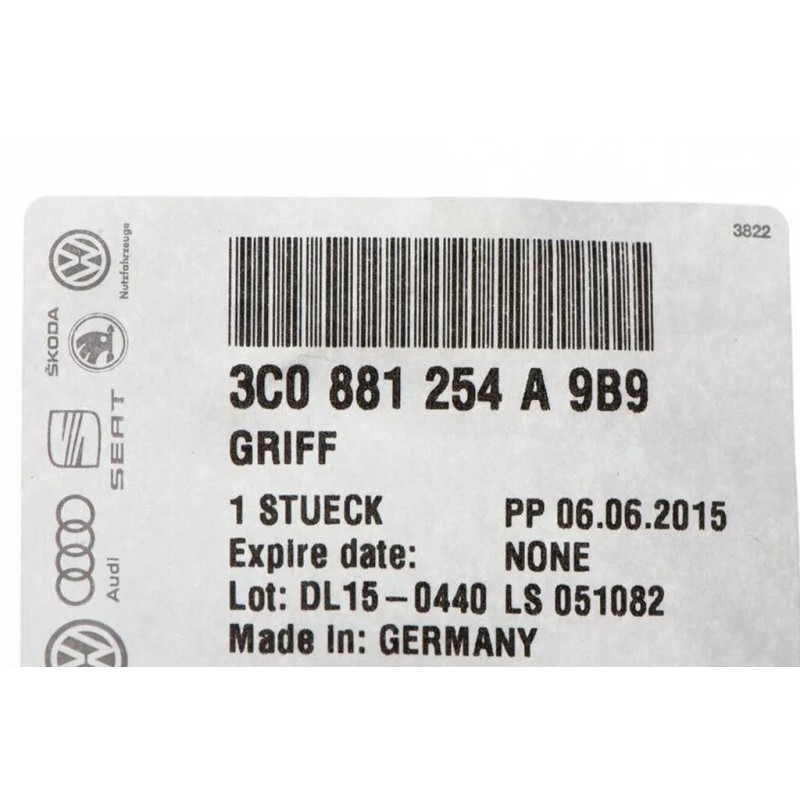 3822
Nutzfahrzeuge
ŠKODA
SEAT
Audi
3C0 881 254 A 9B9
GRIFF
1 STUECK PP 06.06.2015
Expire date: NONE
Lot: DL15-0440 LS 051082
Made In: GERMANY